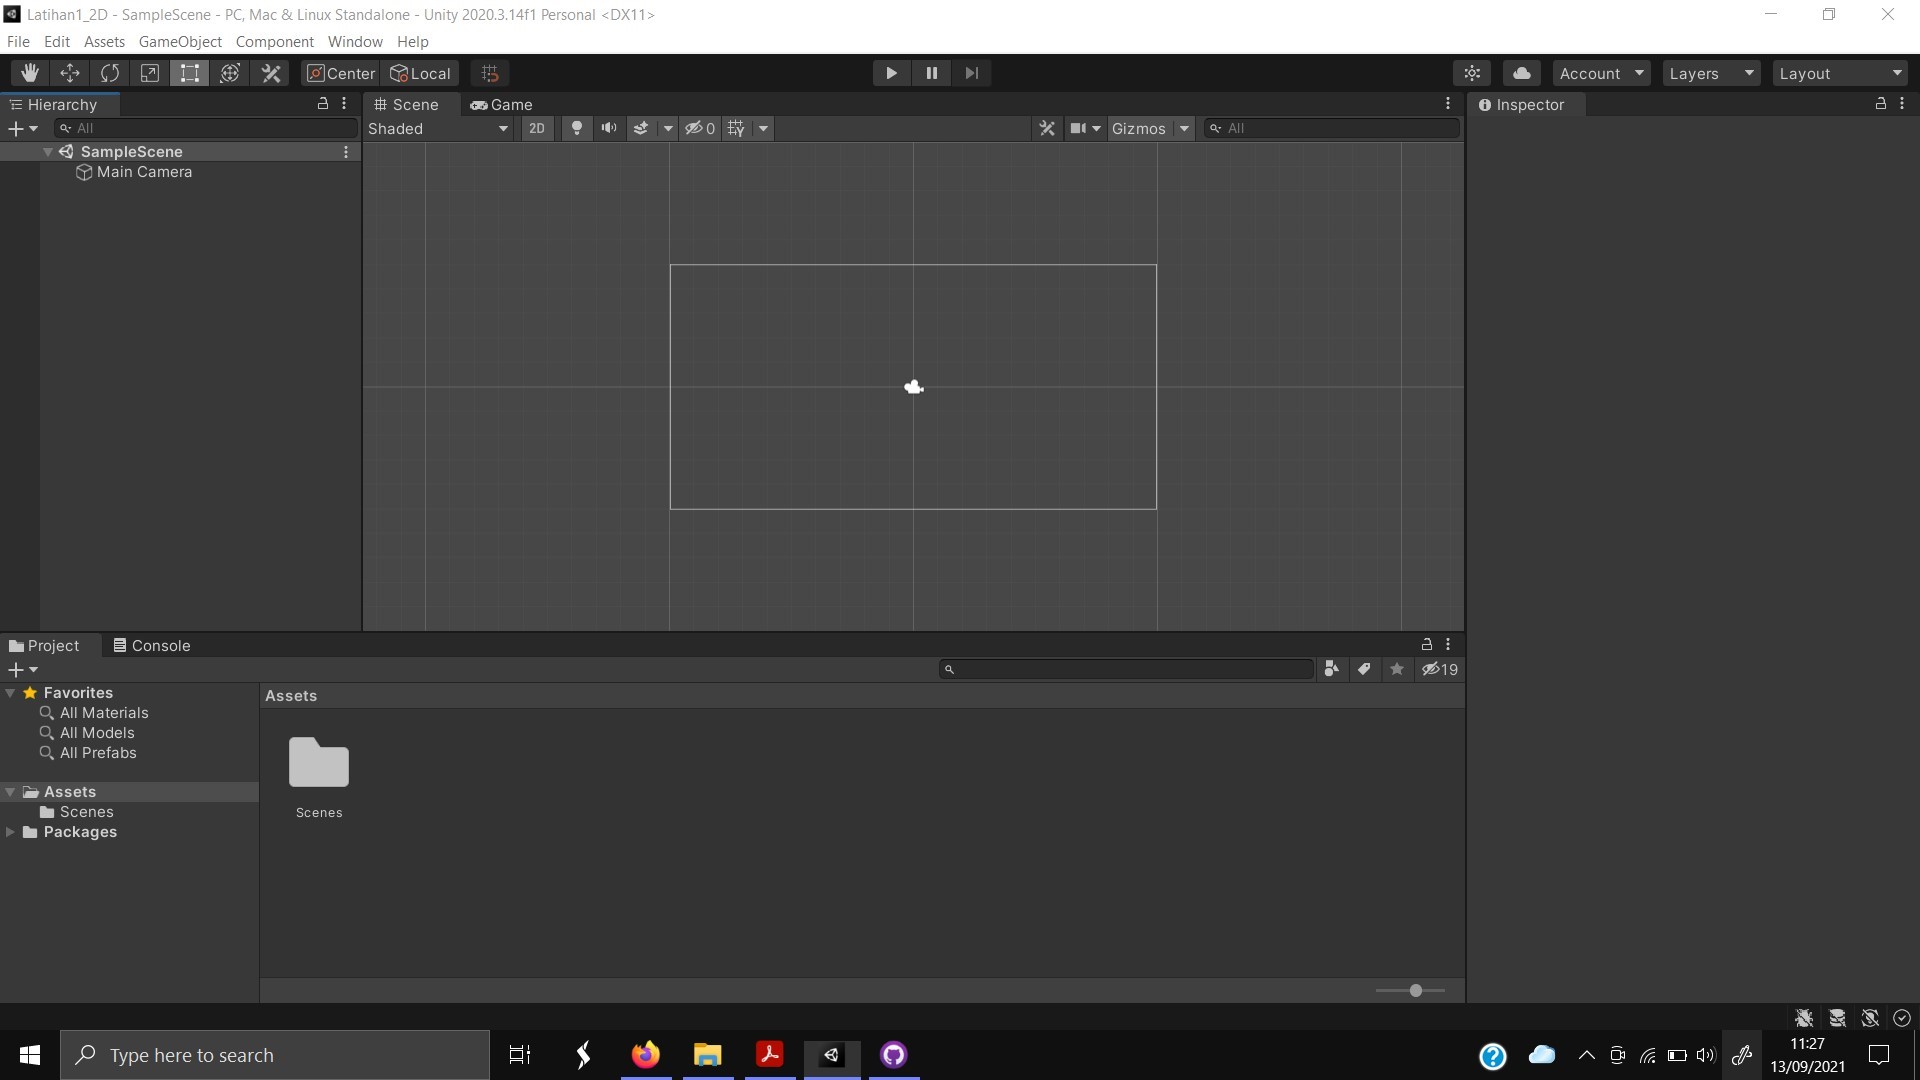 Latihan1_2D - SampleScene - PC, Mac & Linux Standalone - Unity 2020.3.14f1 Personal <DX11>
File Edit Assets GameObject Component Window Help
Center Local Account Layers Layout
Hierarchy
Scene Game
Inspector
All
Shaded 2D 0 Gizmos All
SampleScene
Main Camera
Project Console
19
Favorites
All Materials
All Models
All Prefabs
Assets
Scenes
Packages
Assets
Scenes
Type here to search
11:27
13/09/2021